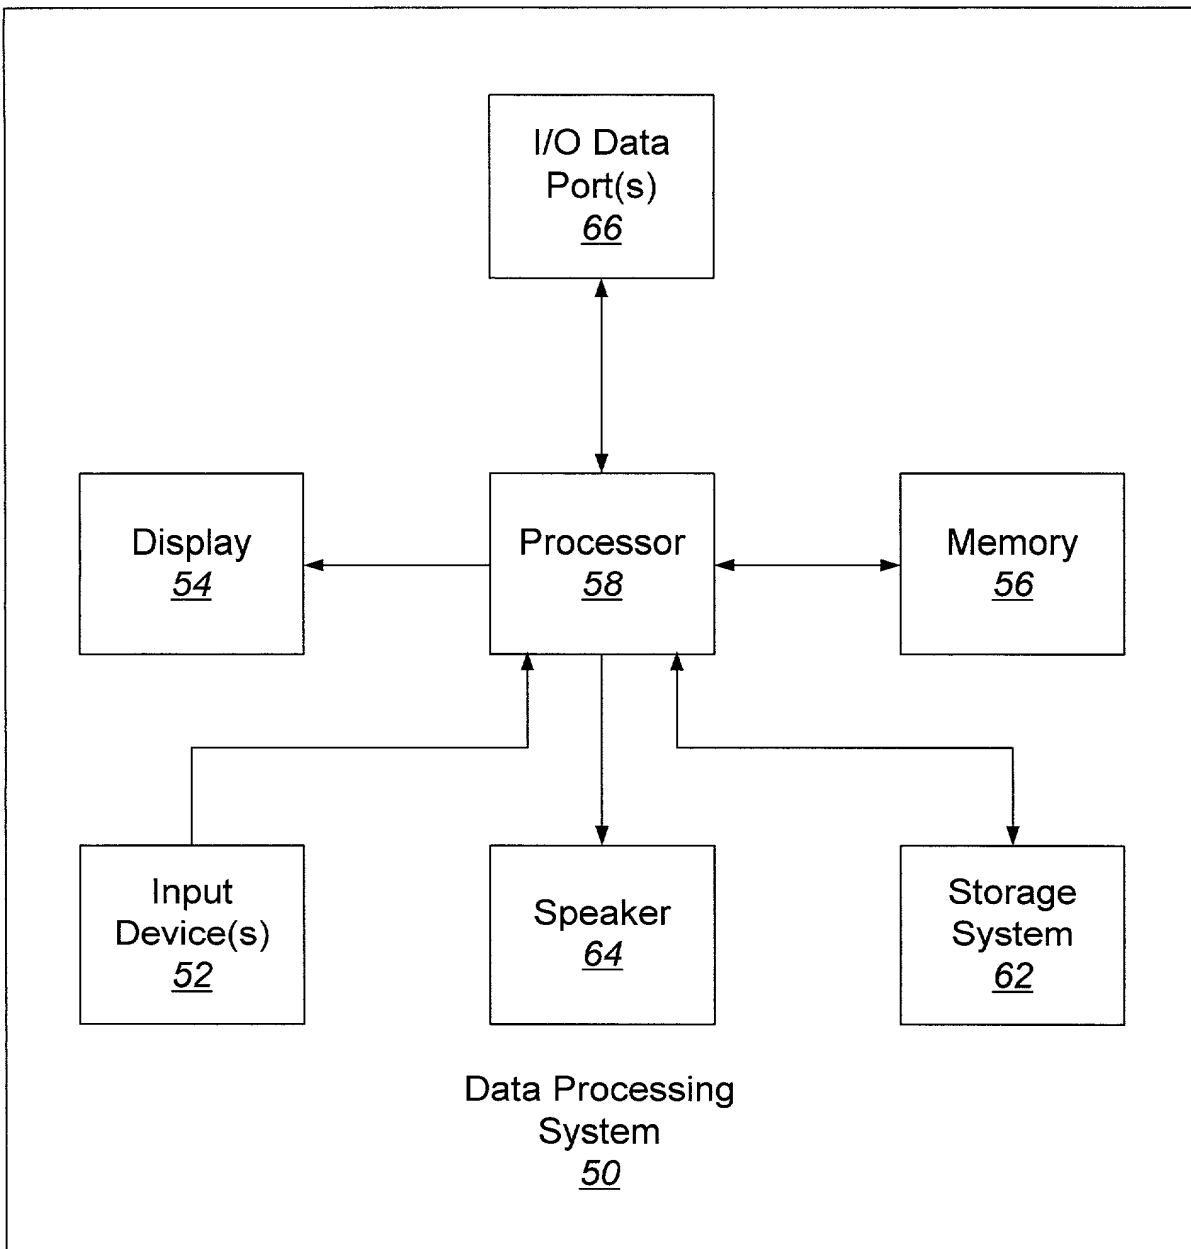 I/O Data
Port(s)
66
Display
54
Processor
58
Memory
56
Input
Device(s)
52
Speaker
64
Storage
System
62
Data Processing
System
50